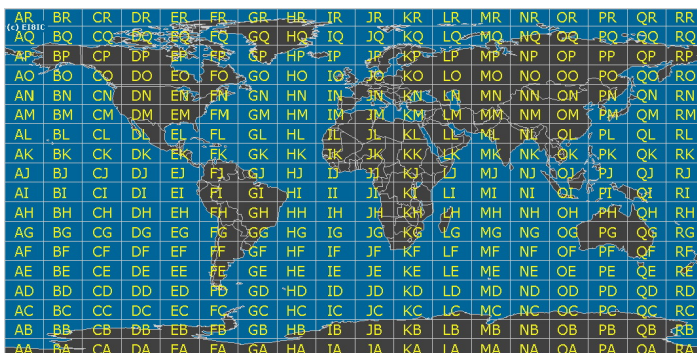 AR BR CR DR ER FR GR HR IR JR KR LR MR NR OR PR QR RR
(c) EI8IC
AQ BQ CQ DQ EQ FQ GQ HQ IQ JQ KQ LQ MQ NQ OQ PQ QQ RQ
AP BP CP DP EP FP GP HP IP JP KP LP MP NP OP PP QP RP
AO BO CO DO EO FO GO HO IO JO KO LO MO NO OO PO QO RO
AN BN CN DN EN FN GN HN IN JN KN LN MN NN ON PN QN RN
AM BM CM DM EM FM GM HM IM JM KM LM MM NM OM PM QM RM
AL BL CL DL EL FL GL HL IL JL KL LL ML NL OL PL QL RL
AK BK CK DK EK FK GK HK IK JK KK LK MK NK OK PK QK RK
AJ BJ CJ DJ EJ FJ GJ HJ IJ JJ KJ LJ MJ NJ OJ PJ QJ RJ
AI BI CI DI EI FI GI HI II JI KI LI MI NI OI PI QI RI
AH BH CH DH EH FH GH HH IH JH KH LH MH NH OH PH QH RH
AG BG CG DG EG FG GG HG IG JG KG LG MG NG OG PG QG RG
AF BF CF DF EF FF GF HF IF JF KF LF MF NF OF PF QF RF
AE BE CE DE EE FE GE HE IE JE KE LE ME NE OE PE QE RE
AD BD CD DD ED FD GD HD ID JD KD LD MD ND OD PD QD RD
AC BC CC DC EC FC GC HC IC JC KC LC MC NC OC PC QC RC
AB BB CB DB EB FB GB HB IB JB KB LB MB NB OB PB QB RB
AA BA CA DA EA FA GA HA IA JA KA LA MA NA OA PA QA RA